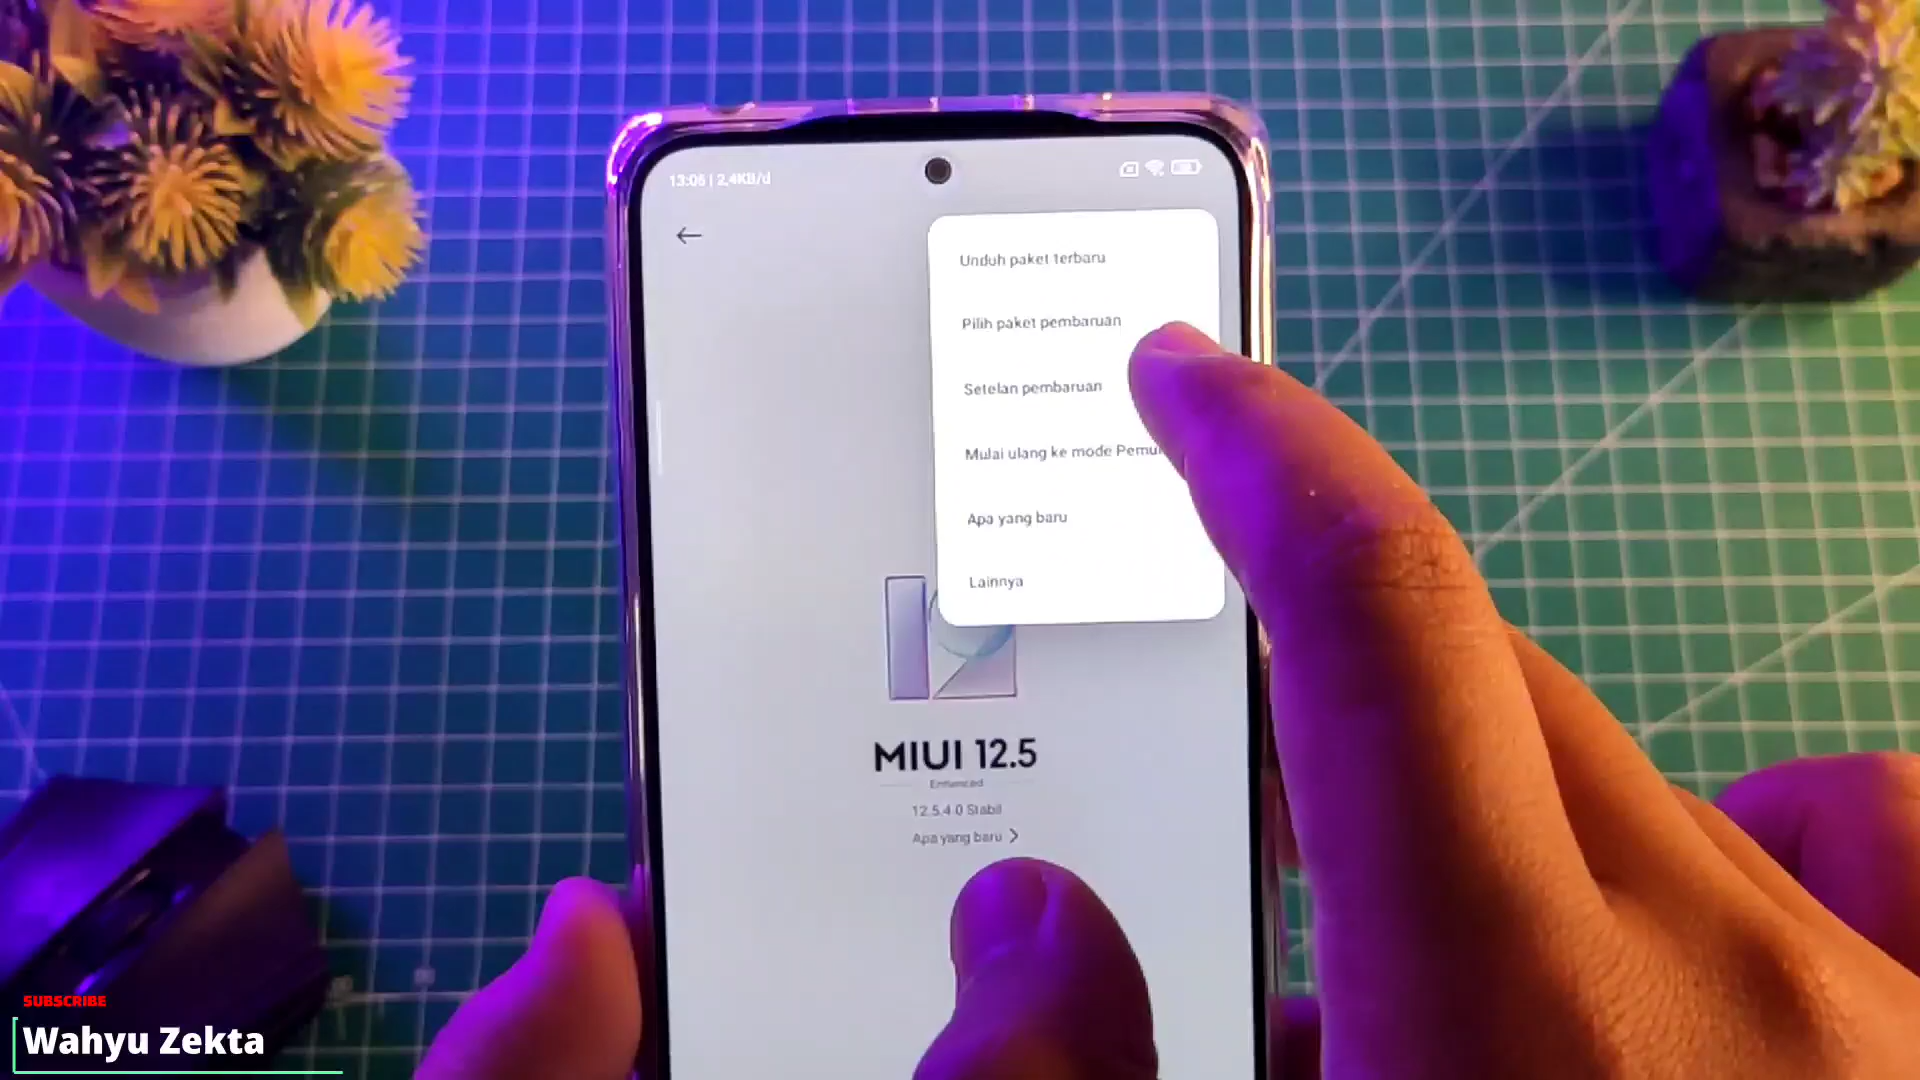 13:06 | 2,4KB/d
Unduh paket terbaru
Pilih paket pembaruan
Setelan pembaruan
Mulai ulang ke mode
Apa yang baru
Lainnya
MIUI 12.5
Enhanced
12.5.4.0 Stabil
Apa yang baru
SUBSCRIBE
Wahyu Zekta